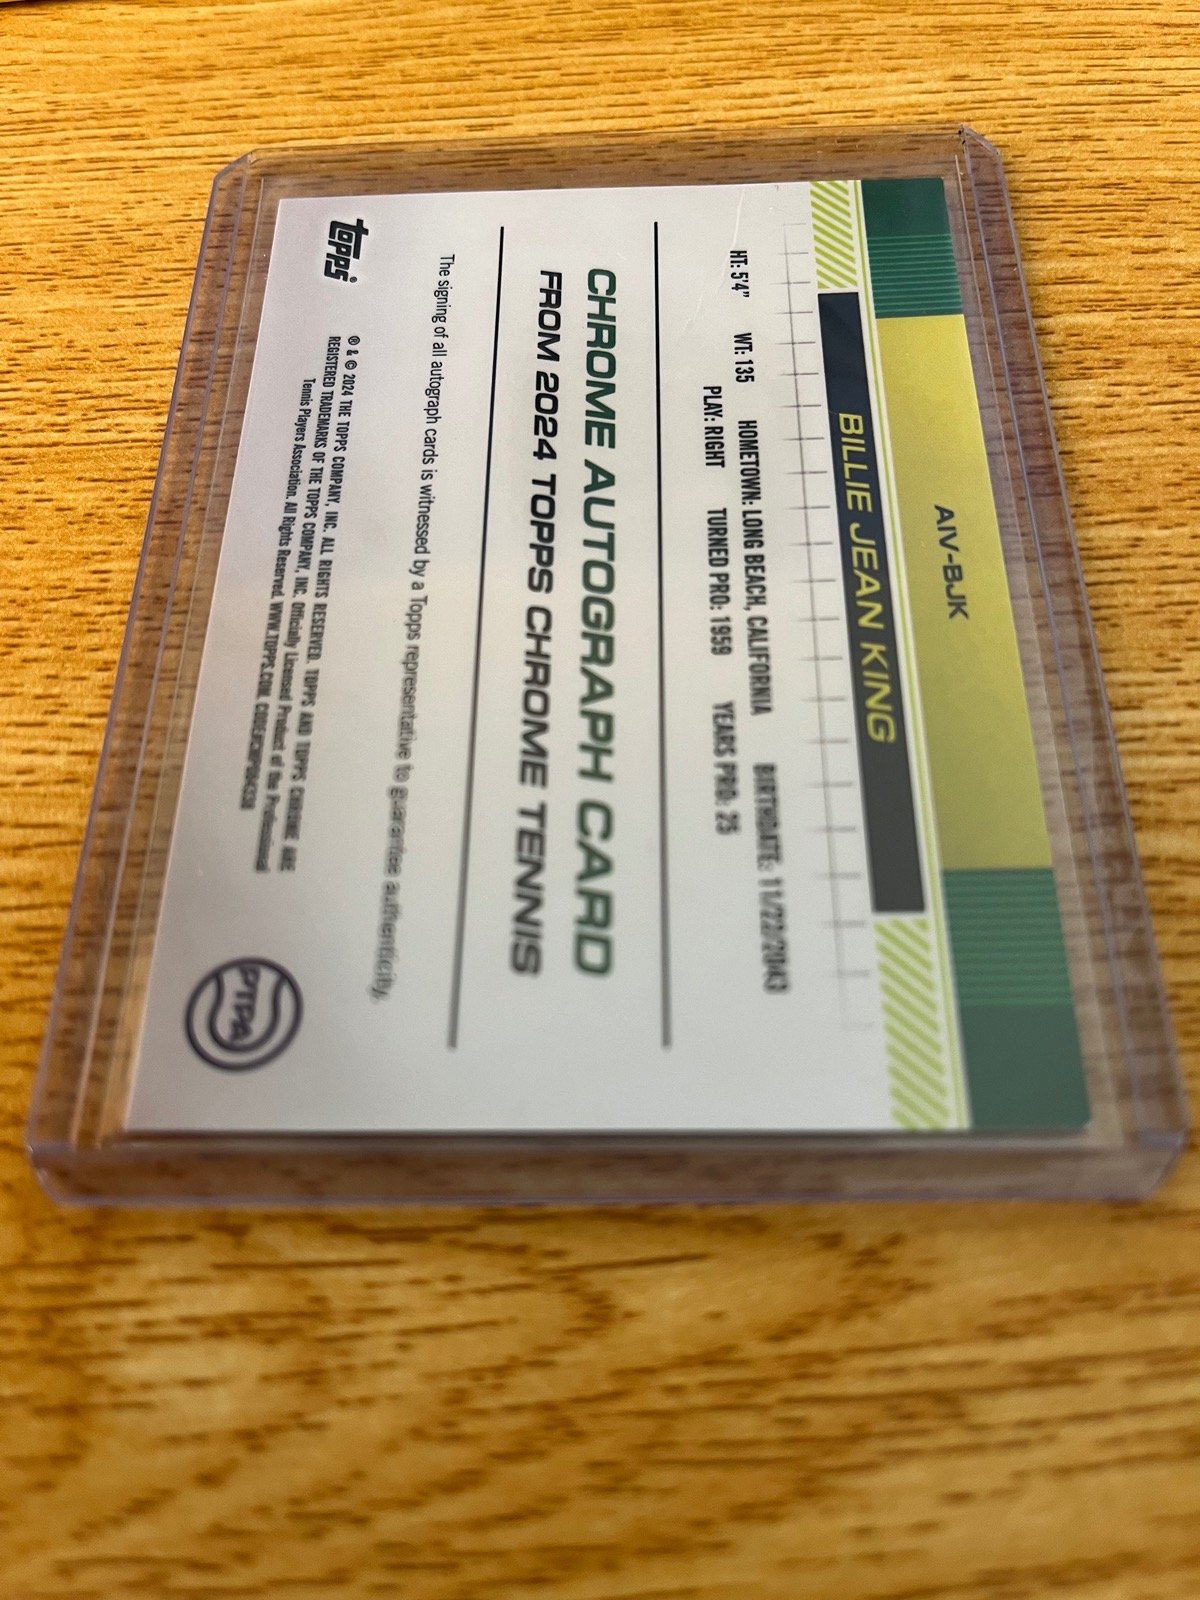 AIV-BJK
BILLIE JEAN KING
HT: 5'4" WT: 135 HOMETOWN: LONG BEACH, CALIFORNIA BIRTHDATE: 11/22/2043
PLAY: RIGHT TURNED PRO: 1959 YEARS PRO: 25
CHROME AUTOGRAPH CARD
FROM 2024 TOPPS CHROME TENNIS
The signing of all autograph cards is witnessed by a Topps representative to guarantee authenticity.
topps®
® & © 2024 THE TOPPS COMPANY, INC. ALL RIGHTS RESERVED. TOPPS AND TOPPS CHROME ARE
REGISTERED TRADEMARKS OF THE TOPPS COMPANY, INC. Officially Licensed Product of the Professional
Tennis Players Association. All Rights Reserved. WWW.TOPPS.COM.
PTPA